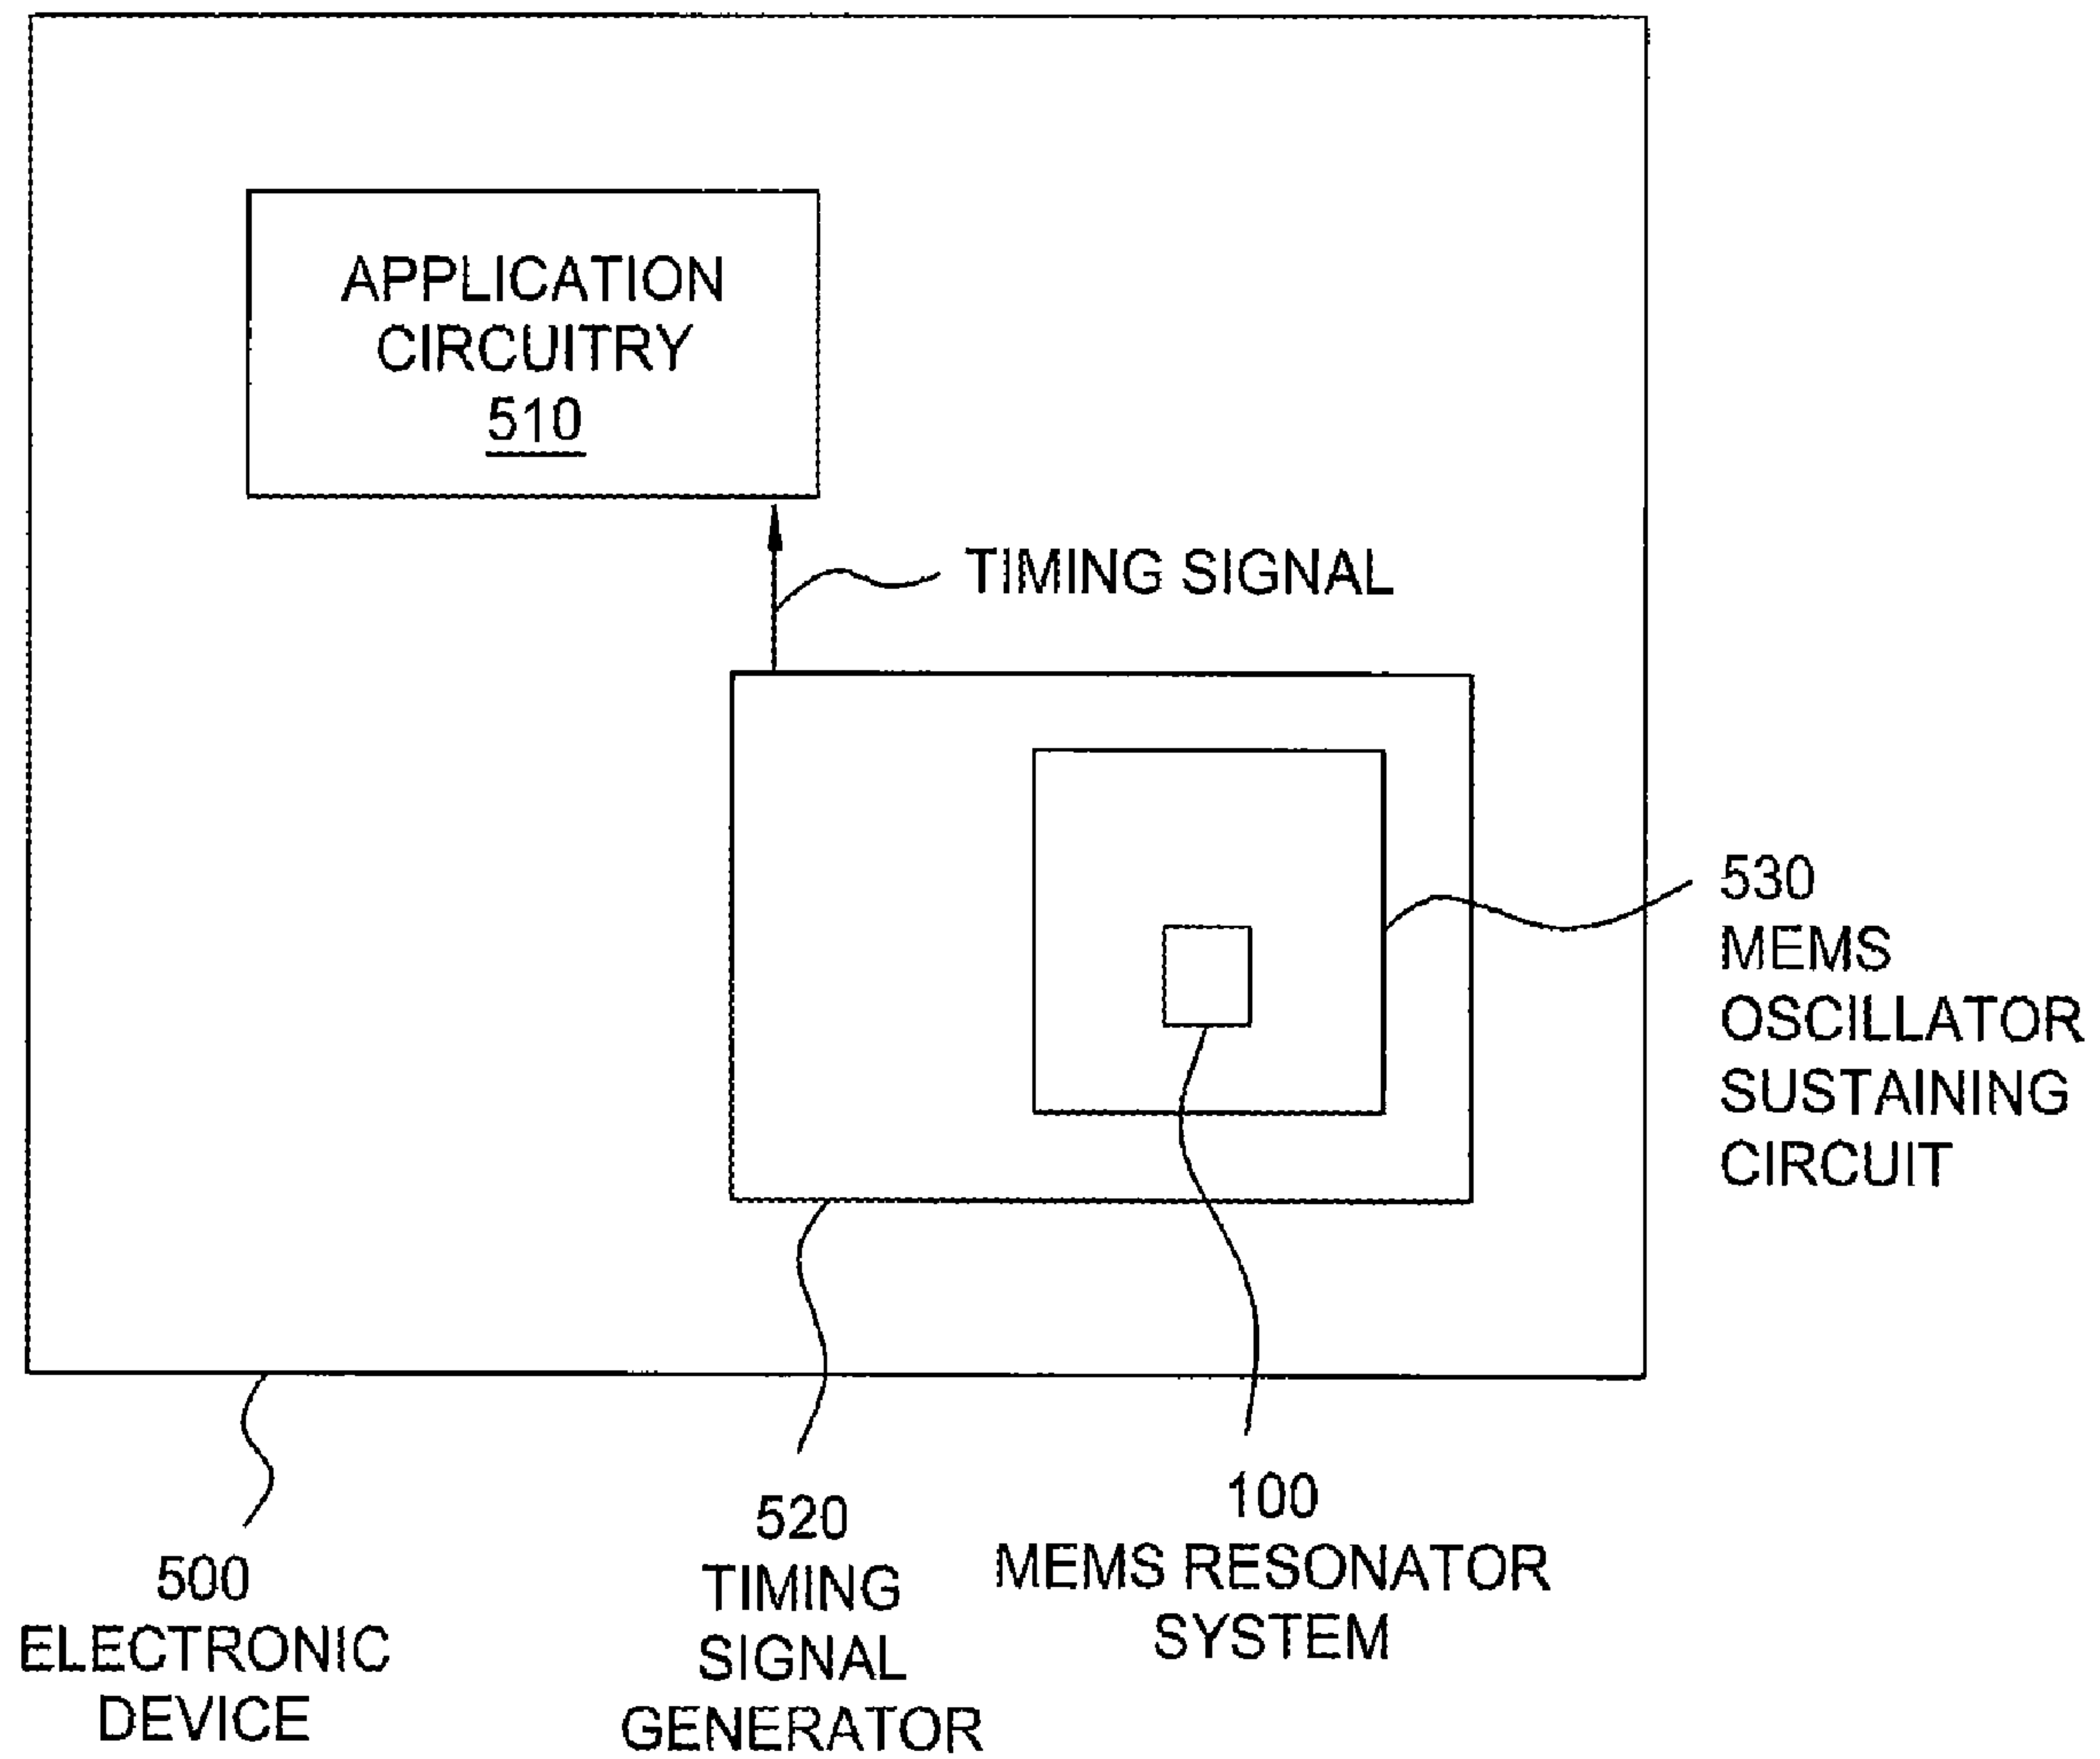 APPLICATION
CIRCUITRY
510
TIMING SIGNAL
530
MEMS
OSCILLATOR
SUSTAINING
CIRCUIT
500
ELECTRONIC
DEVICE
520
TIMING
SIGNAL
GENERATOR
100
MEMS RESONATOR
SYSTEM